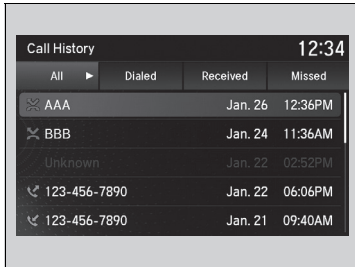 Call History 12:34
All Dialed Received Missed
AAA Jan. 26 12:36PM
BBB Jan. 24 11:36AM
Unknown Jan. 22 02:52PM
123-456-7890 Jan. 22 06:06PM
123-456-7890 Jan. 21 09:40AM